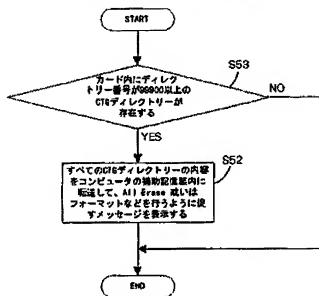 START
S53
カード内にディレク
トリー番号が99900以上の
CTGディレクトリーが
存在する
NO
YES
S52
すべてのCTGディレクトリーの内容
をコンピュータの補助記憶部内に
転送して、All Erase 或いは
フォーマットなどを行うように促
すメッセージを表示する
END